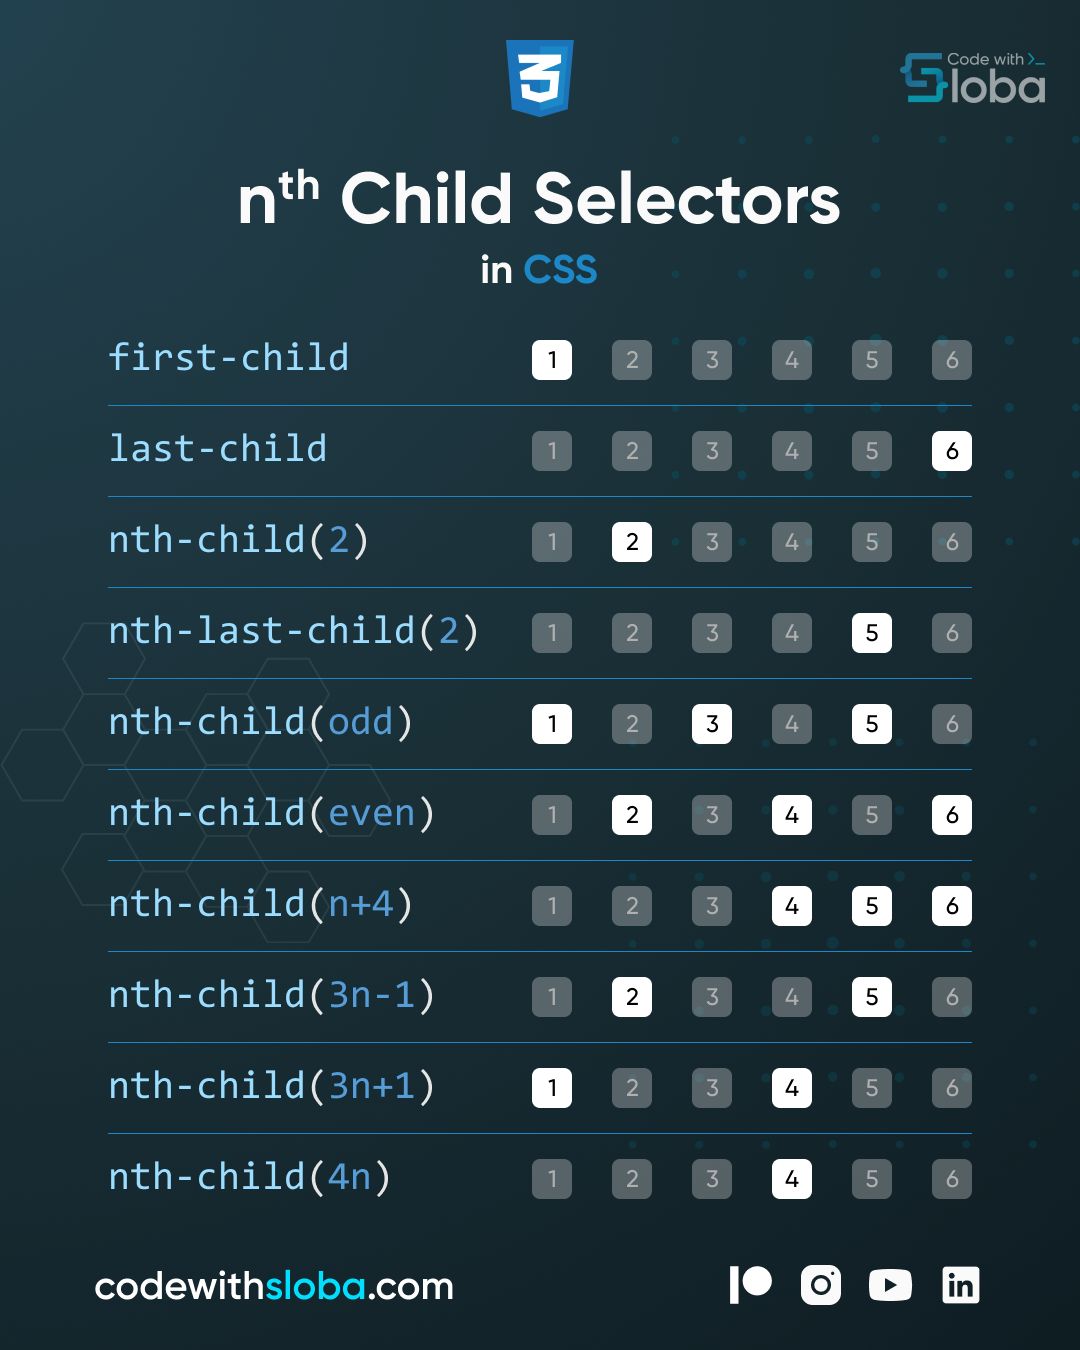 3
Code with >_
Sloba
nth Child Selectors
in CSS
first-child 1 2 3 4 5 6
last-child 1 2 3 4 5 6
nth-child(2) 1 2 3 4 5 6
nth-last-child(2) 1 2 3 4 5 6
nth-child(odd) 1 2 3 4 5 6
nth-child(even) 1 2 3 4 5 6
nth-child(n+4) 1 2 3 4 5 6
nth-child(3n-1) 1 2 3 4 5 6
nth-child(3n+1) 1 2 3 4 5 6
nth-child(4n) 1 2 3 4 5 6
codewithsloba.com in